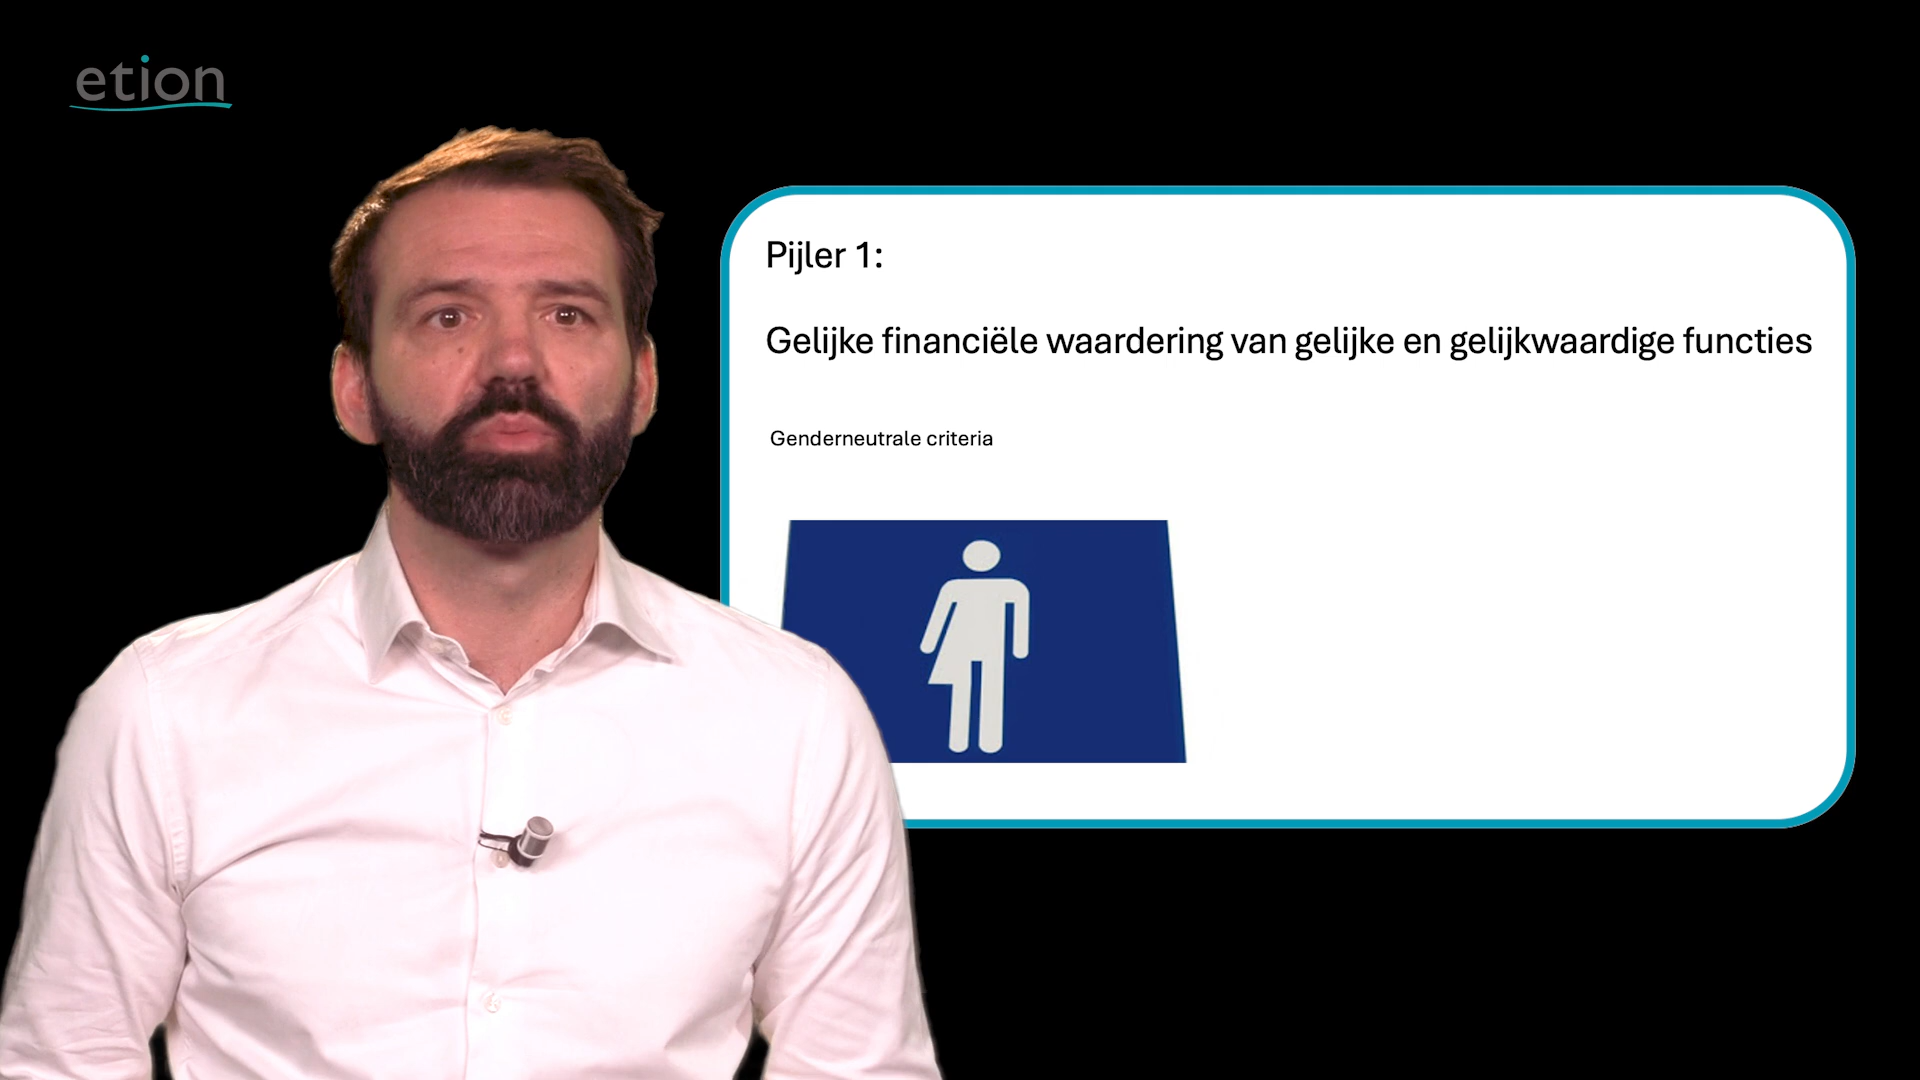 etion
Pijler 1:
Gelijke financiële waardering van gelijke en gelijkwaardige functies
Genderneutrale criteria